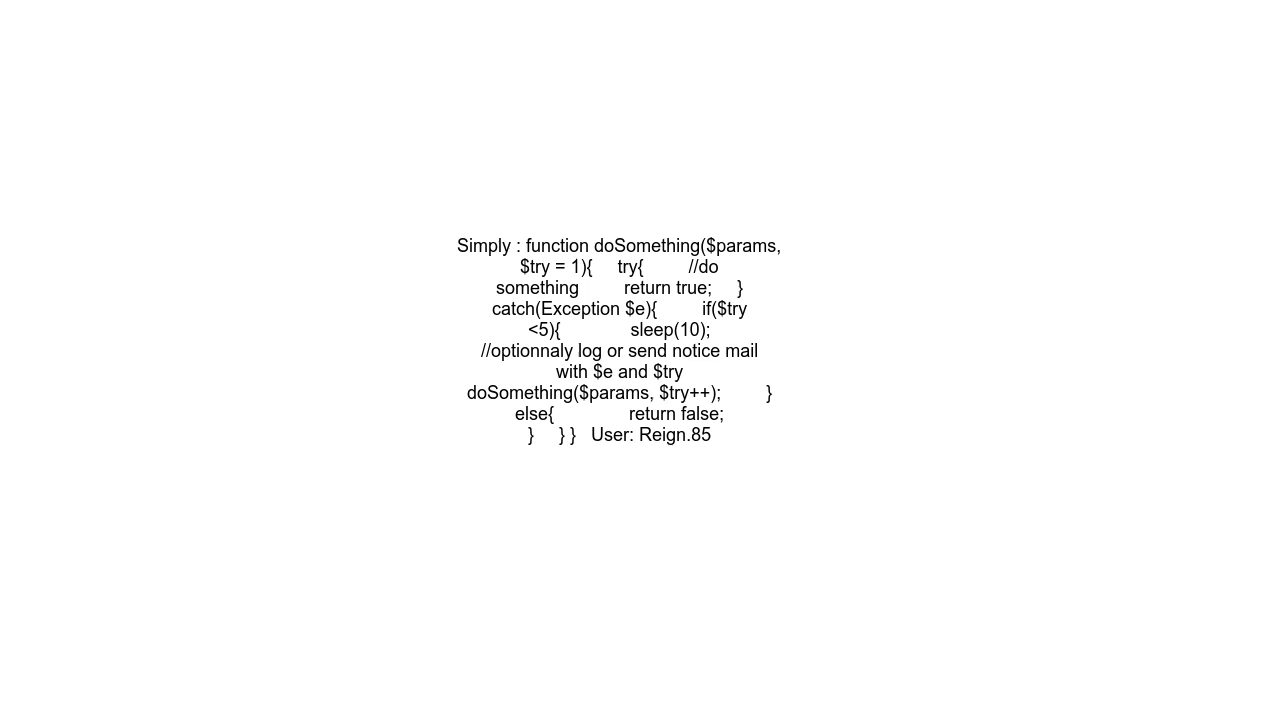 Simply : function doSomething($params,
$try = 1){     try{         //do
something         return true;     }
catch(Exception $e){         if($try
<5){              sleep(10);
//optionnaly log or send notice mail
with $e and $try
doSomething($params, $try++);         }
else{               return false;
}     } }   User: Reign.85